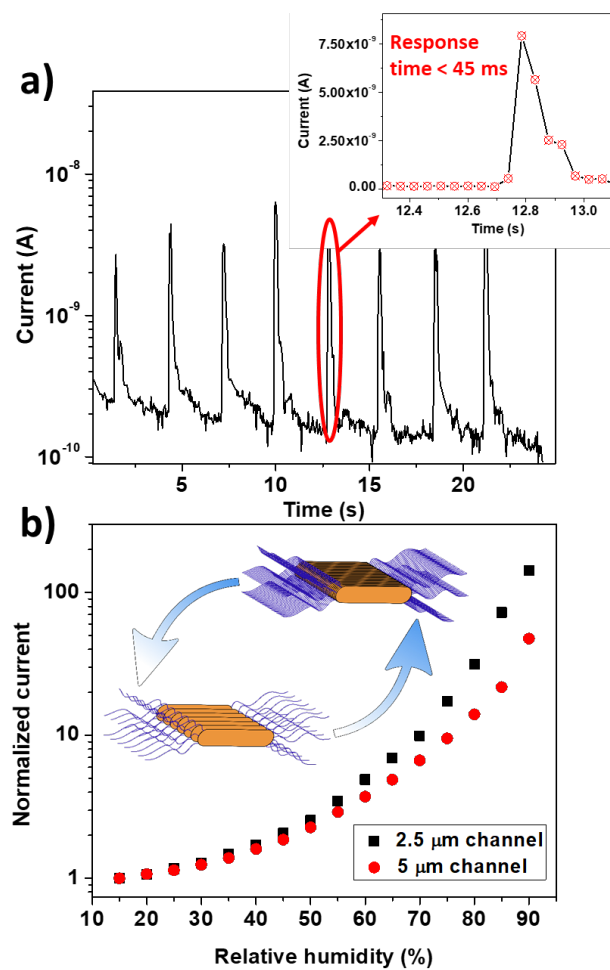 a)
Response
time < 45 ms
Current (A)
7.50x10⁻⁹
5.00x10⁻⁹
2.50x10⁻⁹
0.00
12.4 12.6 12.8 13.0
Time (s)
Current (A)
10⁻⁸
10⁻⁹
10⁻¹⁰
5 10 15 20
Time (s)
b)
Normalized current
100
10
1
2.5 μm channel
5 μm channel
10 20 30 40 50 60 70 80 90
Relative humidity (%)